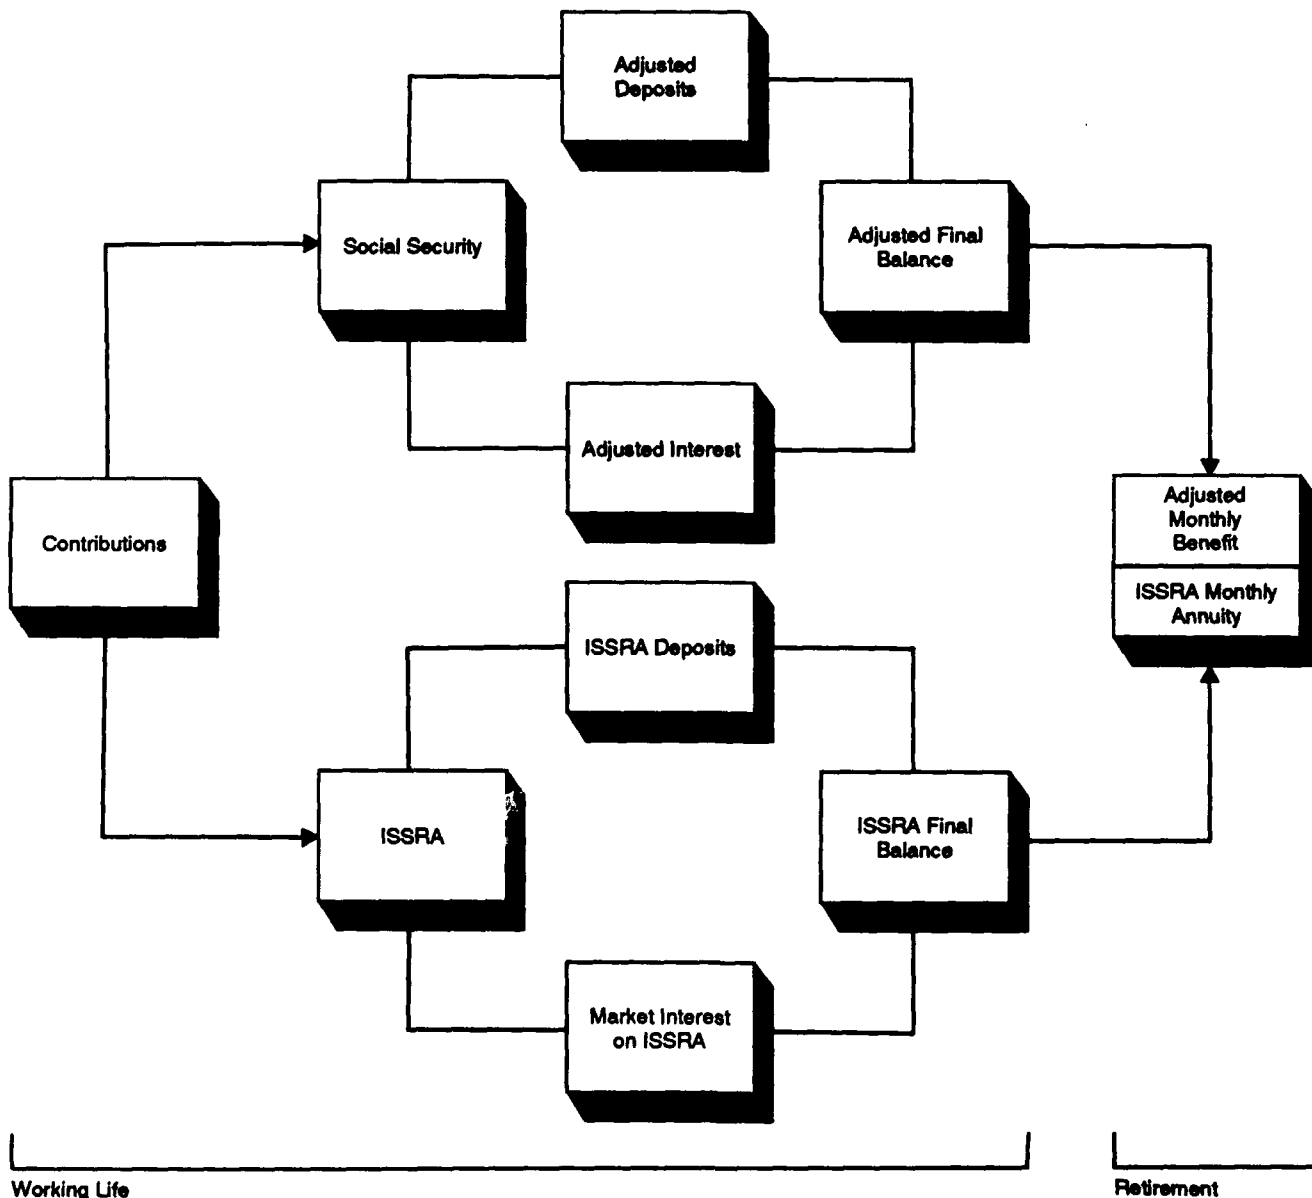 Adjusted
Deposits
Social Security
Adjusted Final
Balance
Adjusted Interest
Contributions
Adjusted
Monthly
Benefit
ISSRA Monthly
Annuity
ISSRA Deposits
ISSRA
ISSRA Final
Balance
Market Interest
on ISSRA
Working Life
Retirement